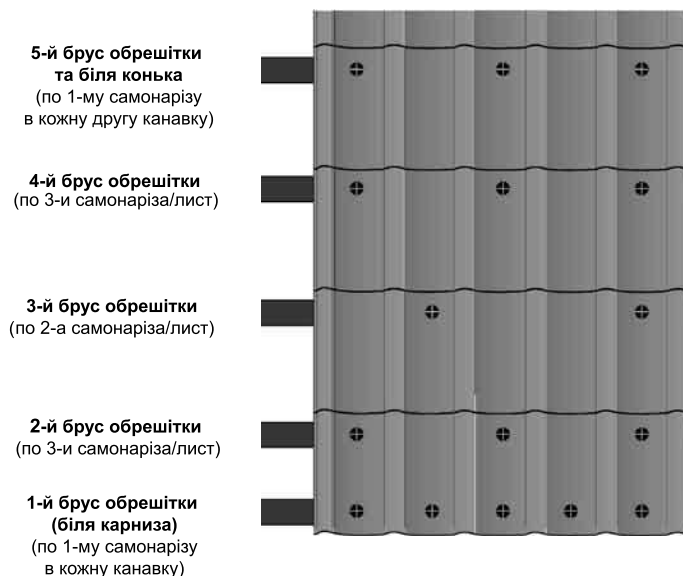 5-й брус обрешітки
та біля конька
(по 1-му самонарізу
в кожну другу канавку)
4-й брус обрешітки
(по 3-и самонаріза/лист)
3-й брус обрешітки
(по 2-а самонаріза/лист)
2-й брус обрешітки
(по 3-и самонаріза/лист)
1-й брус обрешітки
(біля карниза)
(по 1-му самонарізу
в кожну канавку)